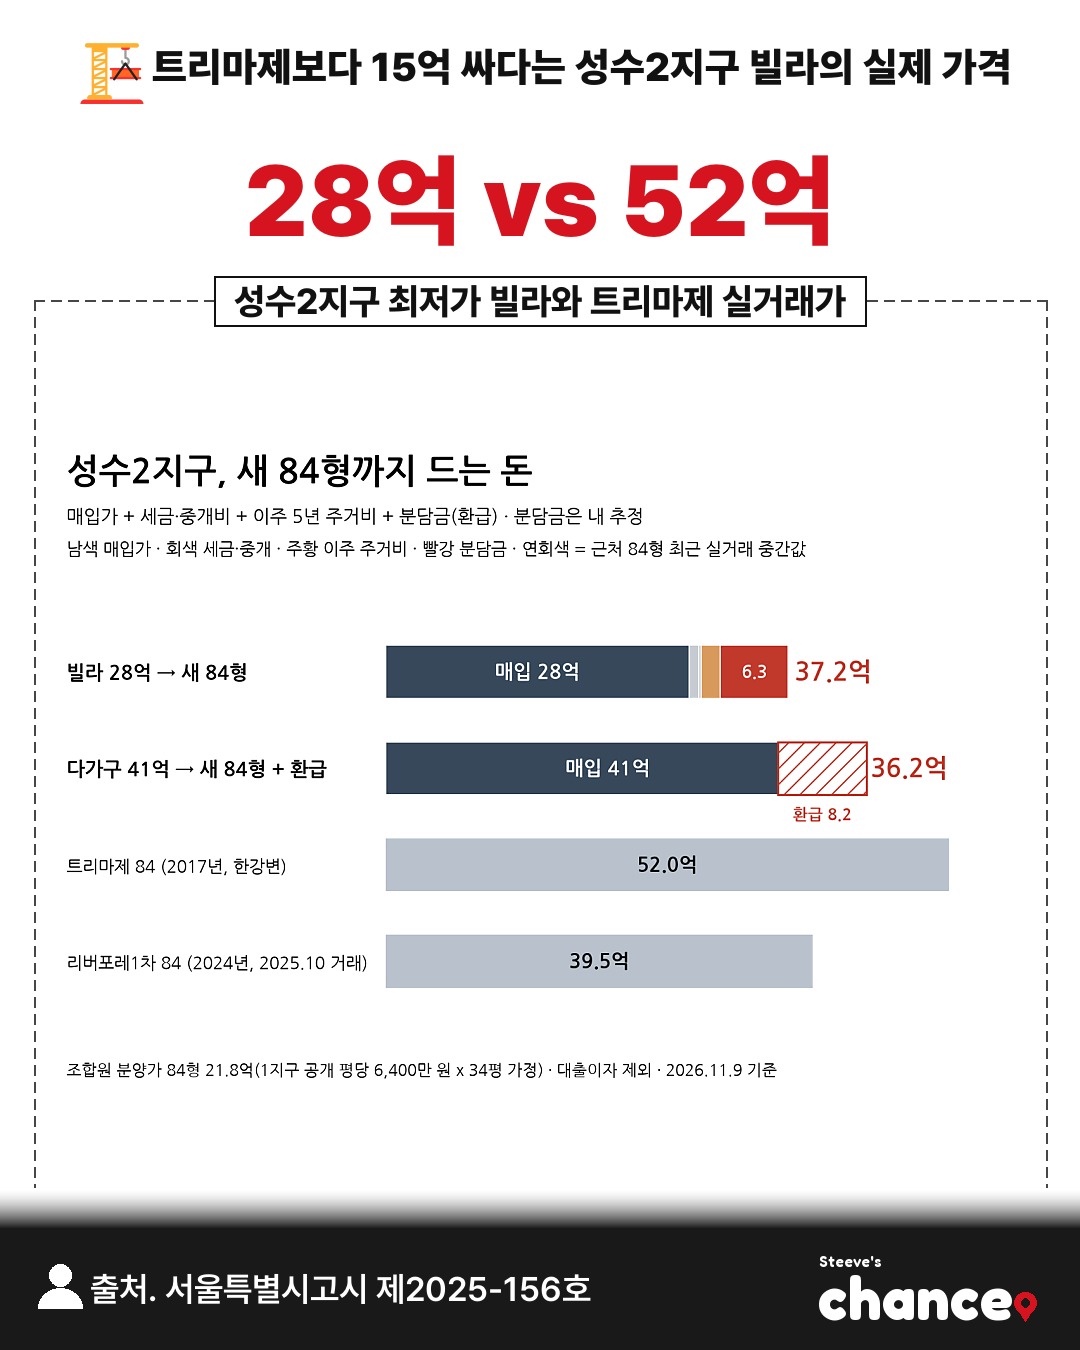 트리마제보다 15억 싸다는 성수2지구 빌라의 실제 가격
28억 vs 52억
성수2지구 최저가 빌라와 트리마제 실거래가
성수2지구, 새 84형까지 드는 돈
매입가 + 세금·중개비 + 이주 5년 주거비 + 분담금(환급) · 분담금은 내 추정
남색 매입가 · 회색 세금·중개 · 주황 이주 주거비 · 빨강 분담금 · 연회색 = 근처 84형 최근 실거래 중간값
빌라 28억 → 새 84형 매입 28억 6.3 37.2억
다가구 41억 → 새 84형 + 환급 매입 41억 36.2억
환급 8.2
트리마제 84 (2017년, 한강변) 52.0억
리버포레1차 84 (2024년, 2025.10 거래) 39.5억
조합원 분양가 84형 21.8억(1지구 공개 평당 6,400만 원 x 34평 가정) · 대출이자 제외 · 2026.11.9 기준
출처. 서울특별시고시 제2025-156호
Steeve's
chance